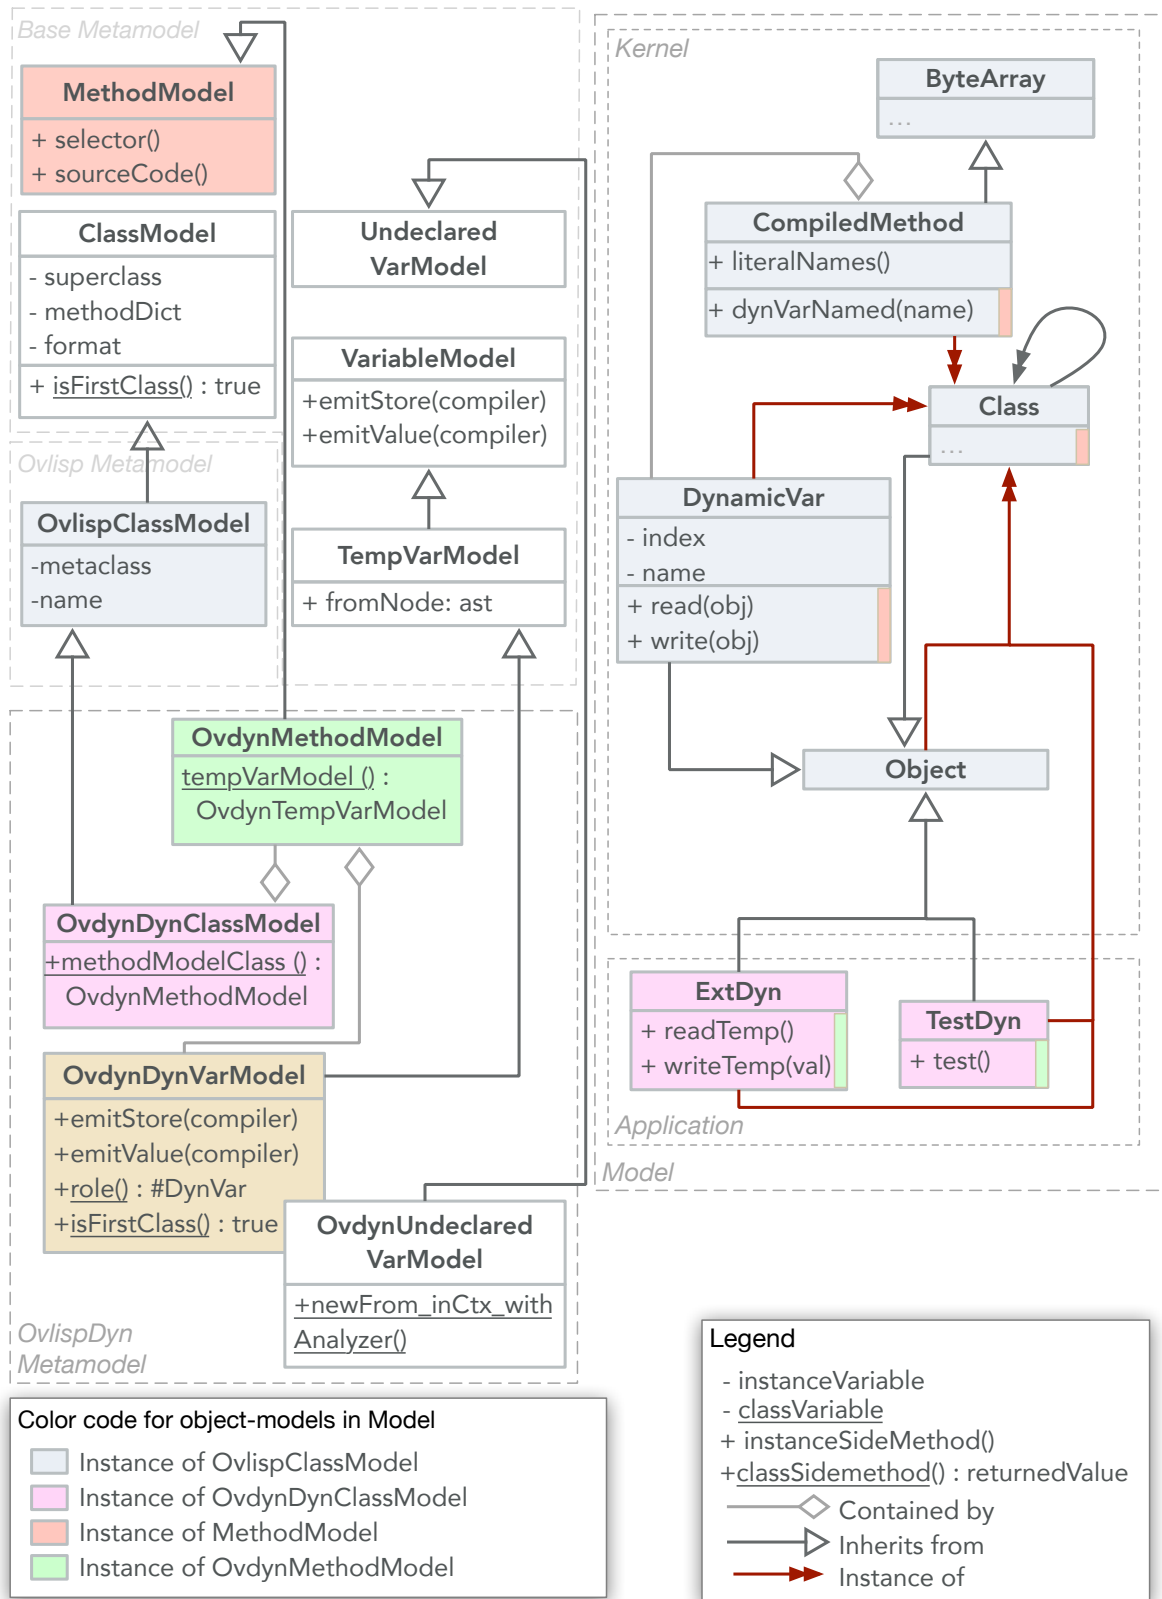 Base Metamodel
MethodModel
+ selector()
+ sourceCode()
ClassModel
- superclass
- methodDict
- format
+ isFirstClass() : true
Undeclared
VarModel
VariableModel
+emitStore(compiler)
+emitValue(compiler)
TempVarModel
+ fromNode: ast
Ovlisp Metamodel
OvlispClassModel
-metaclass
-name
OvdynMethodModel
tempVarModel () :
OvdynTempVarModel
OvdynDynClassModel
+methodModelClass () :
OvdynMethodModel
OvdynDynVarModel
+emitStore(compiler)
+emitValue(compiler)
+role() : #DynVar
+isFirstClass() : true
OvdynUndeclared
VarModel
+newFrom_inCtx_with
Analyzer()
OvlispDyn
Metamodel
Kernel
ByteArray
...
CompiledMethod
+ literalNames()
+ dynVarNamed(name)
Class
...
DynamicVar
- index
- name
+ read(obj)
+ write(obj)
Object
ExtDyn
+ readTemp()
+ writeTemp(val)
TestDyn
+ test()
Application
Model
Color code for object-models in Model
Instance of OvlispClassModel
Instance of OvdynDynClassModel
Instance of MethodModel
Instance of OvdynMethodModel
Legend
- instanceVariable
- classVariable
+ instanceSideMethod()
+classSidemethod() : returnedValue
Contained by
Inherits from
Instance of